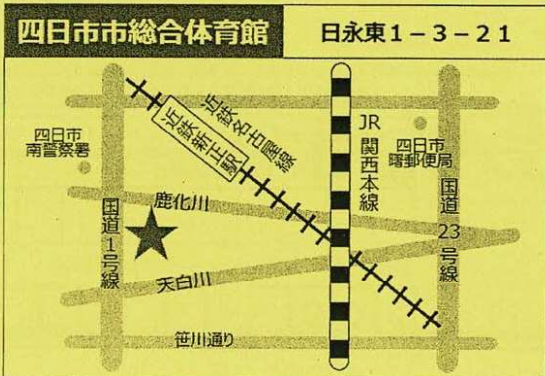 四日市市総合体育館
日永東1-3-21
四日市
南警察署
近鉄新正駅
近鉄名古屋線
JR
関西本線
四日市
曙郵便局
国道1号線
鹿化川
国道23号線
天白川
笹川通り